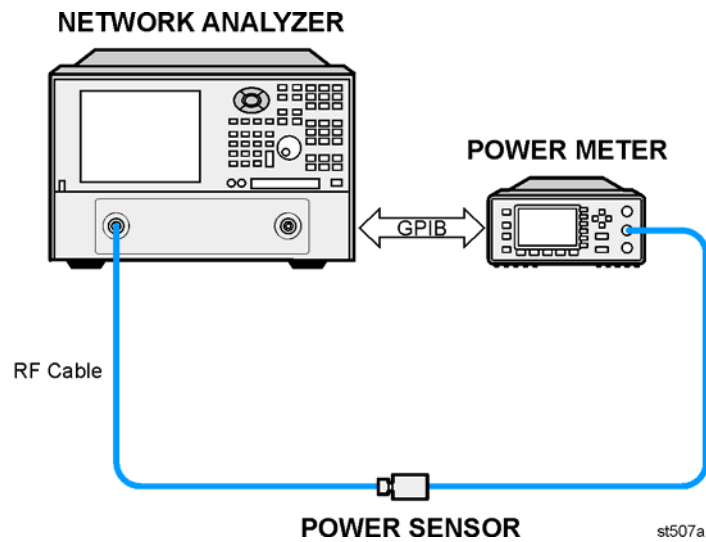 NETWORK ANALYZER
POWER METER
GPIB
RF Cable
POWER SENSOR
st507a